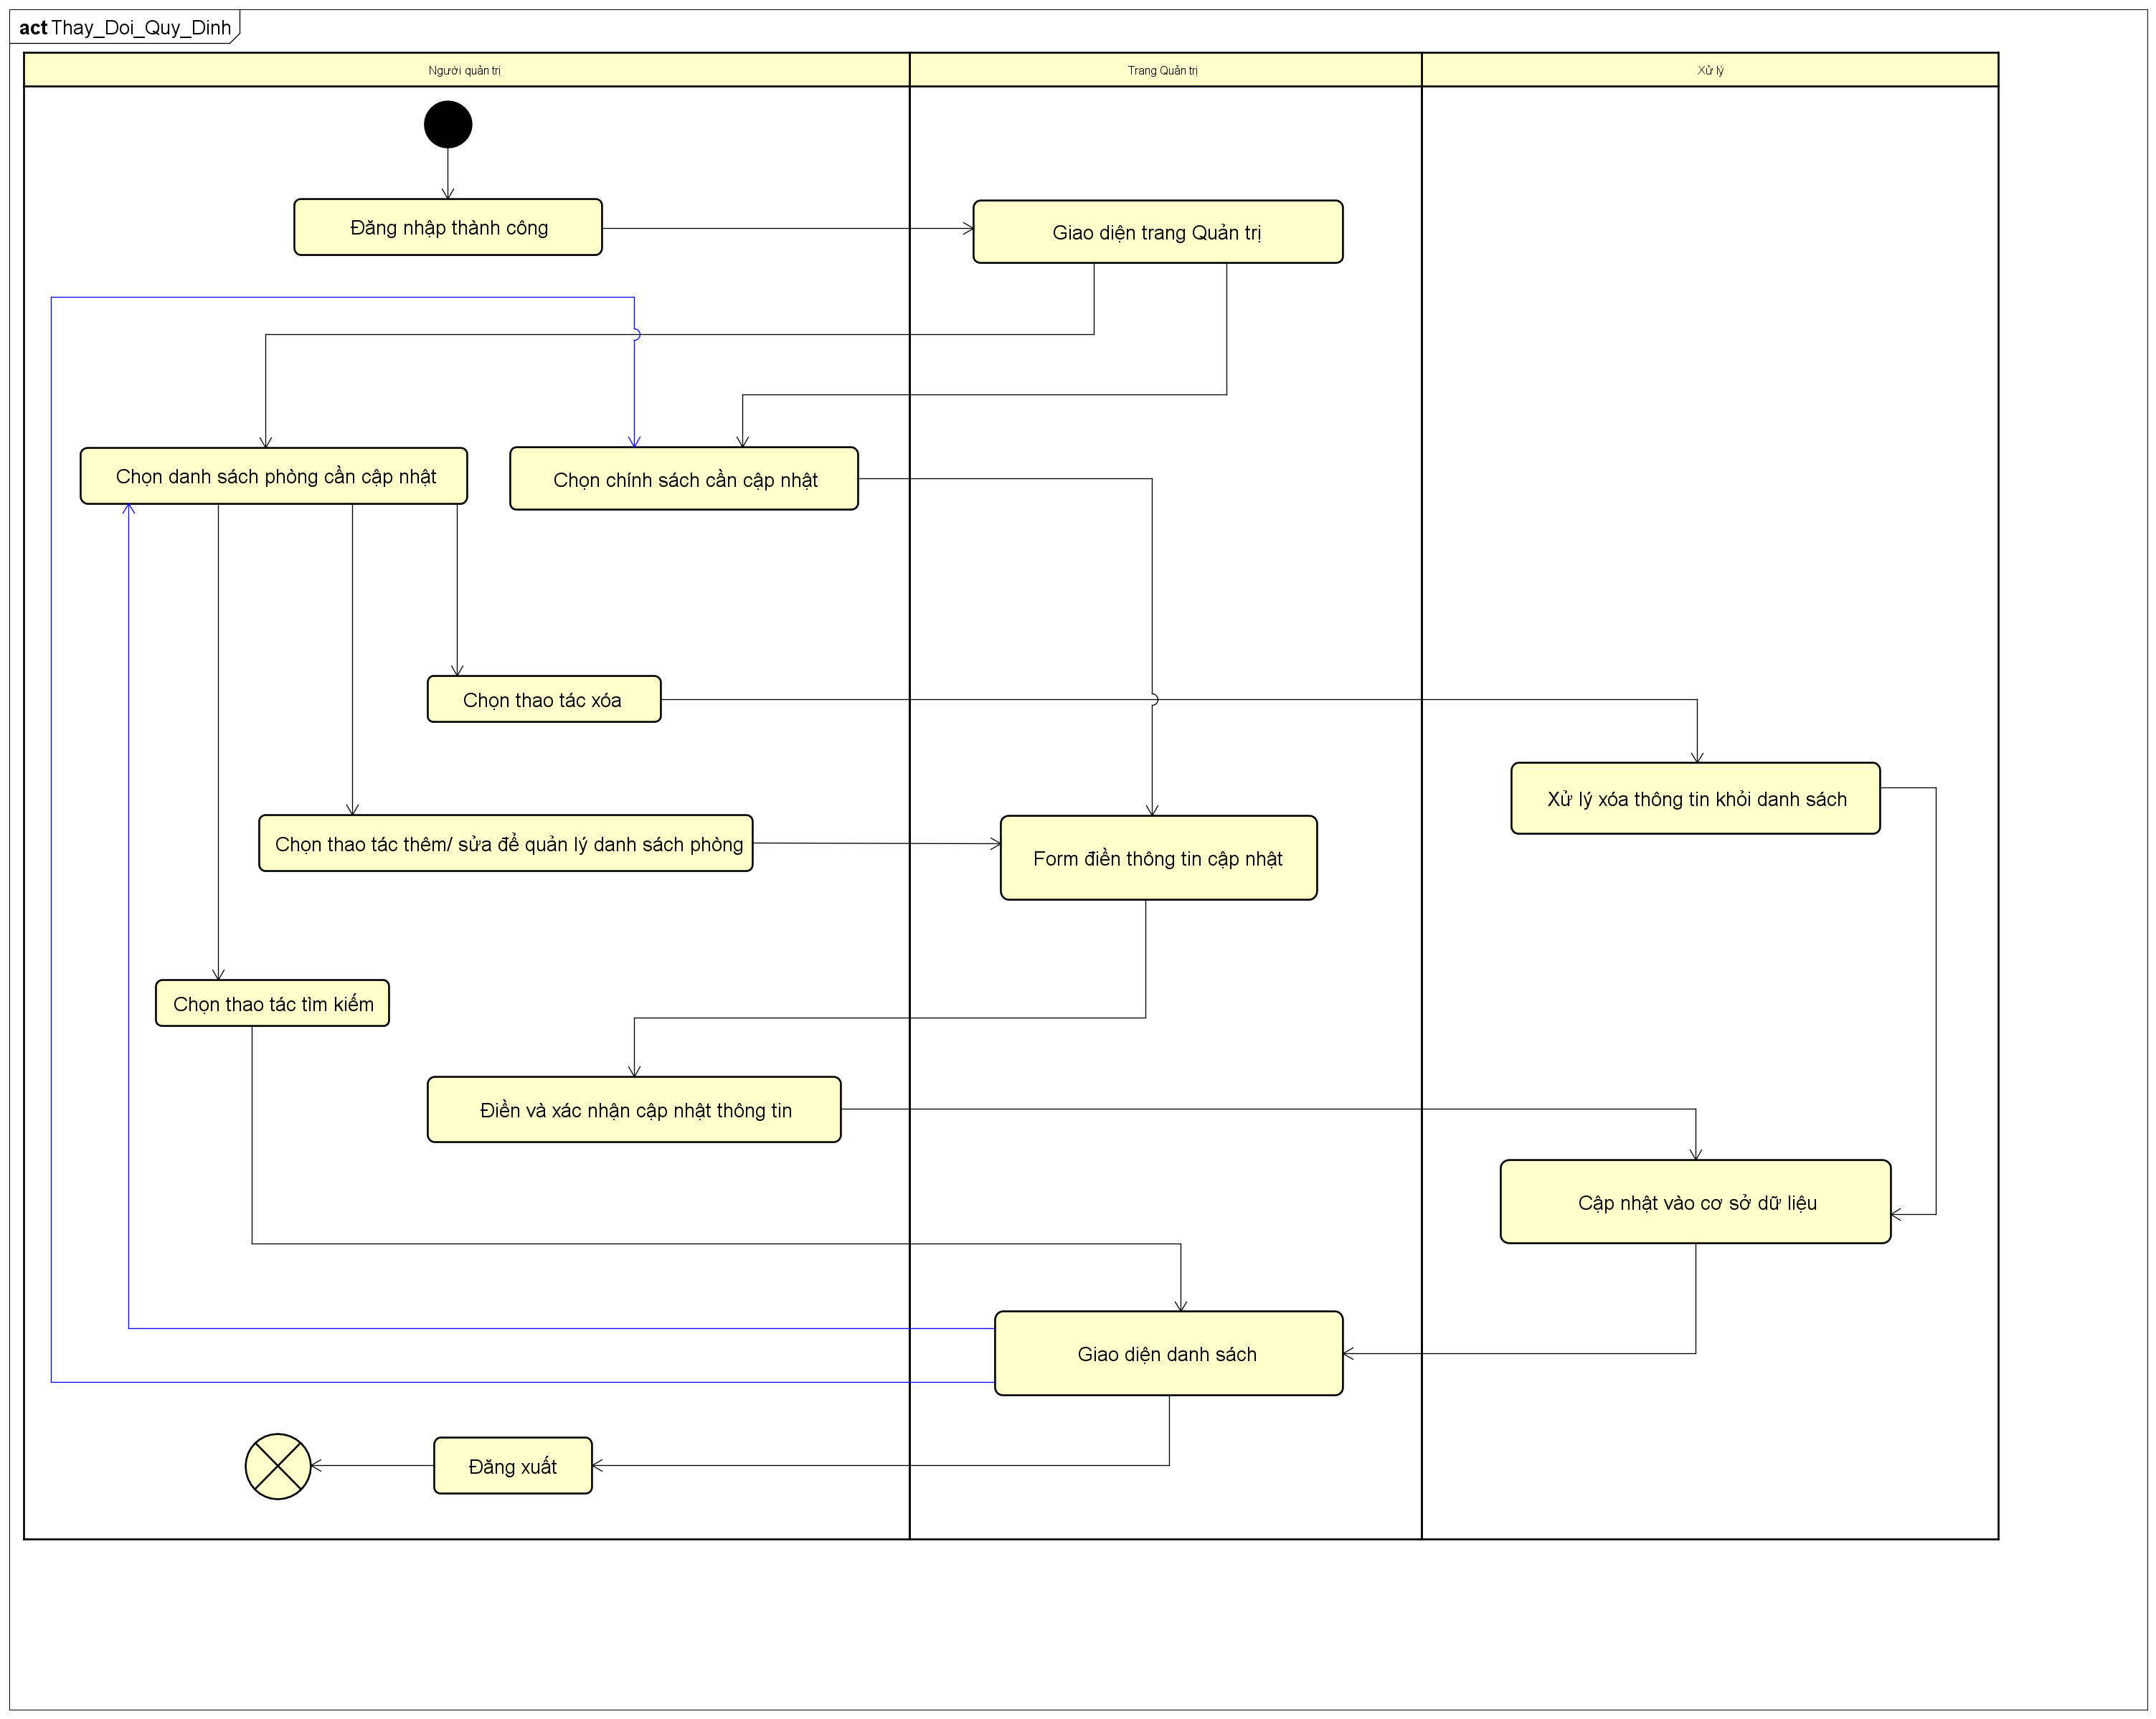 act Thay_Doi_Quy_Dinh
Người quản trị
Trang Quản trị
Xử lý
Đăng nhập thành công
Giao diện trang Quản trị
Chọn danh sách phòng cần cập nhật
Chọn chính sách cần cập nhật
Chọn thao tác xóa
Xử lý xóa thông tin khỏi danh sách
Chọn thao tác thêm/ sửa để quản lý danh sách phòng
Form điền thông tin cập nhật
Chọn thao tác tìm kiếm
Điền và xác nhận cập nhật thông tin
Cập nhật vào cơ sở dữ liệu
Giao diện danh sách
Đăng xuất